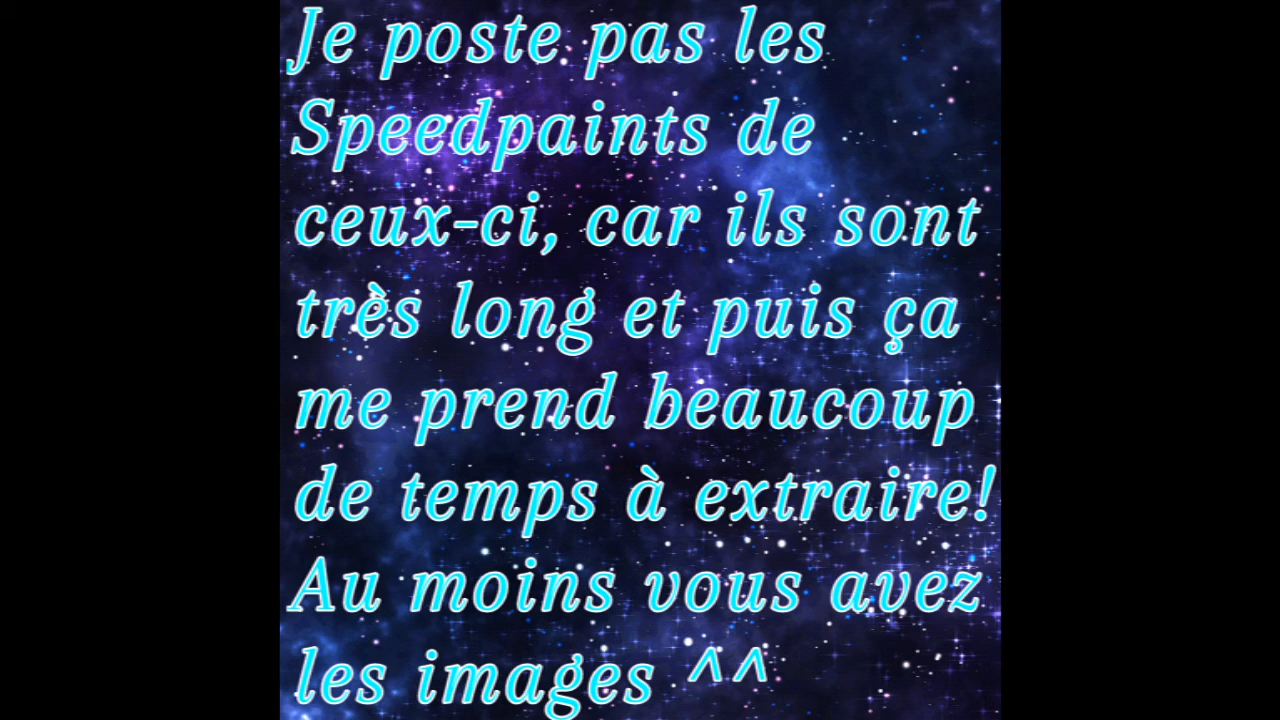 Je poste pas les
Speedpaints de
ceux-ci, car ils sont
très long et puis ça
me prend beaucoup
de temps à extraire!
Au moins vous avez
les images ^^